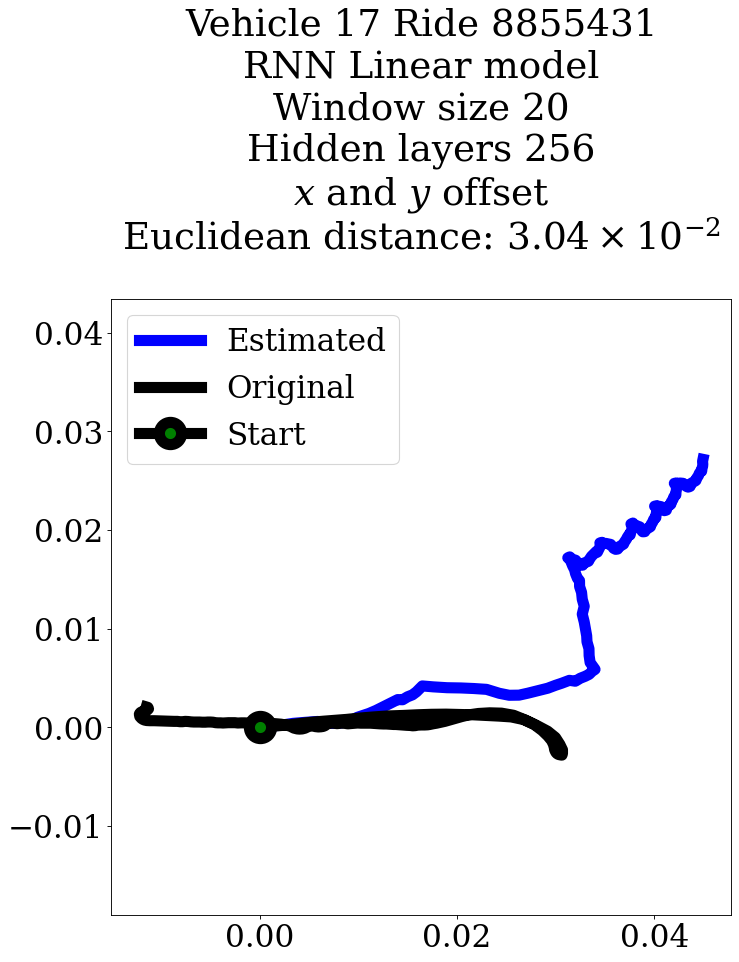 Vehicle 17 Ride 8855431
RNN Linear model
Window size 20
Hidden layers 256
x and y offset
Euclidean distance: 3.04 × 10⁻²
Estimated
Original
Start
0.04
0.03
0.02
0.01
0.00
−0.01
0.00
0.02
0.04